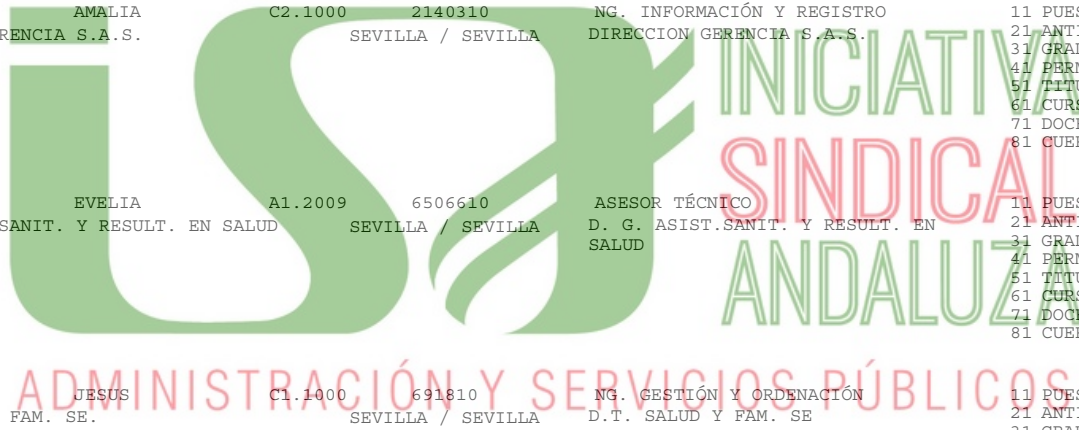 AMALIA C2.1000 2140310 NG. INFORMACIÓN Y REGISTRO 11
RENCIA S.A.S. SEVILLA / SEVILLA DIRECCION GERENCIA S.A.S. 21
31
41
51
61
71
81
EVELIA A1.2009 6506610 ASESOR TÉCNICO 11
SANIT. Y RESULT. EN SALUD SEVILLA / SEVILLA D. G. ASIST.SANIT. Y RESULT. EN 21
SALUD 31
41
51
61
71
81
JESUS C1.1000 691810 NG. GESTIÓN Y ORDENACIÓN 11
FAM. SE. SEVILLA / SEVILLA D.T. SALUD Y FAM. SE 21
isa
INICIATIVA
SINDICAL
ANDALUZA
ADMINISTRACIÓN Y SERVICIOS PÚBLICOS